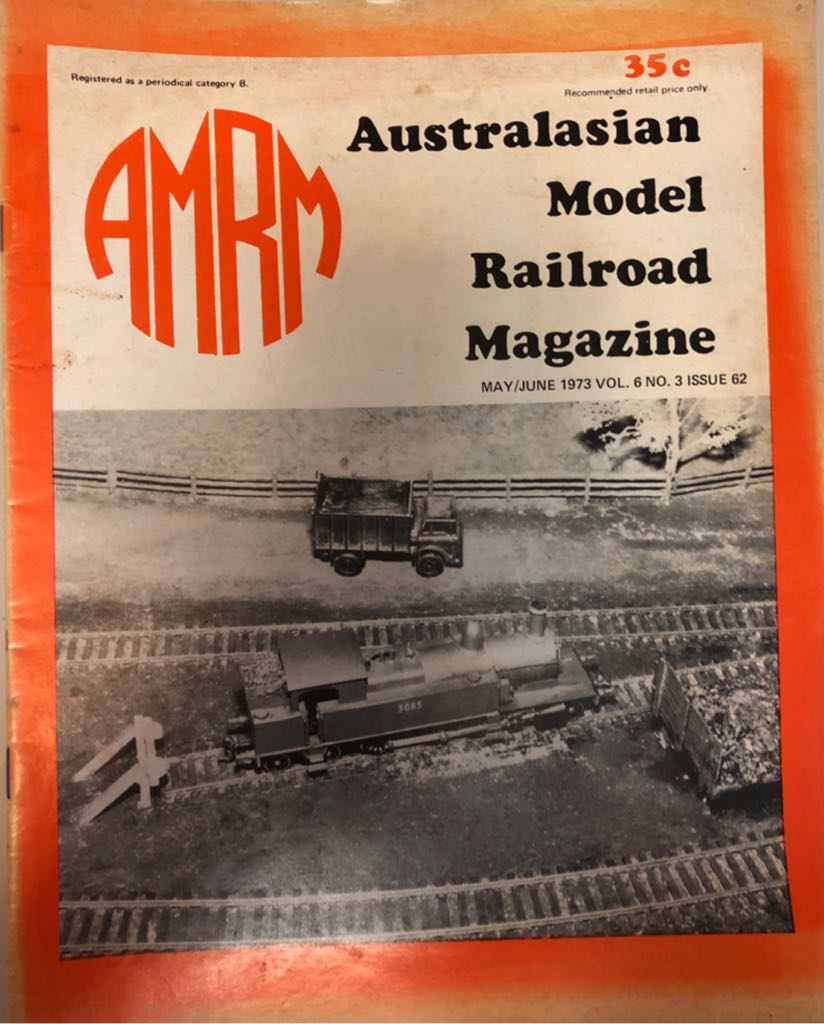 Registered as a periodical category B.
35c
Recommended retail price only.
AMRM
Australasian
Model
Railroad
Magazine
MAY/JUNE 1973 VOL. 6 NO. 3 ISSUE 62
3085